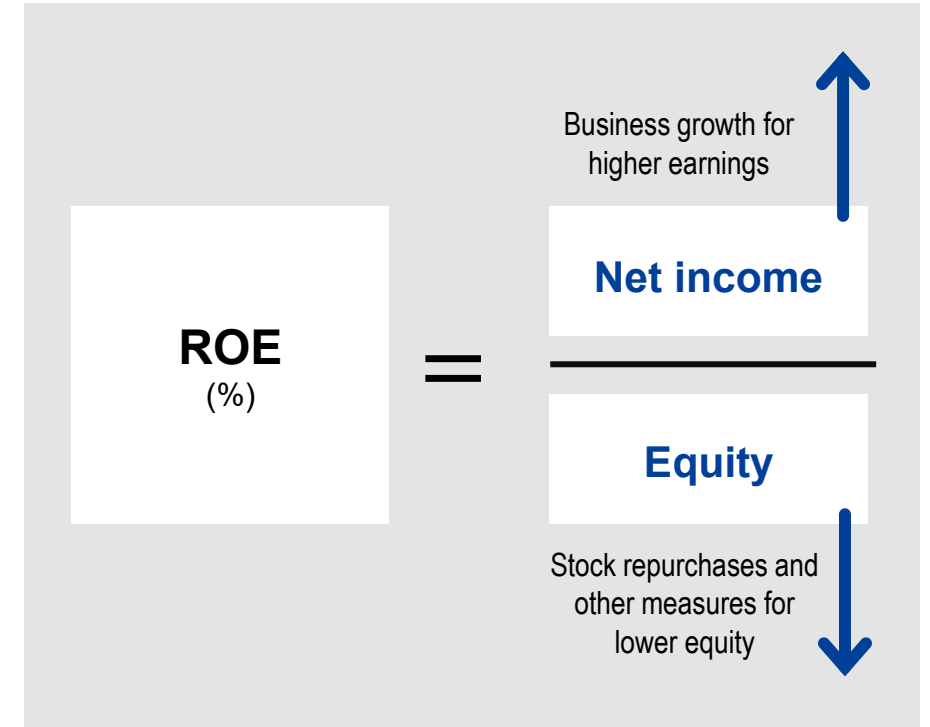 Business growth for
higher earnings
Net income
ROE
(%)
=
Equity
Stock repurchases and
other measures for
lower equity